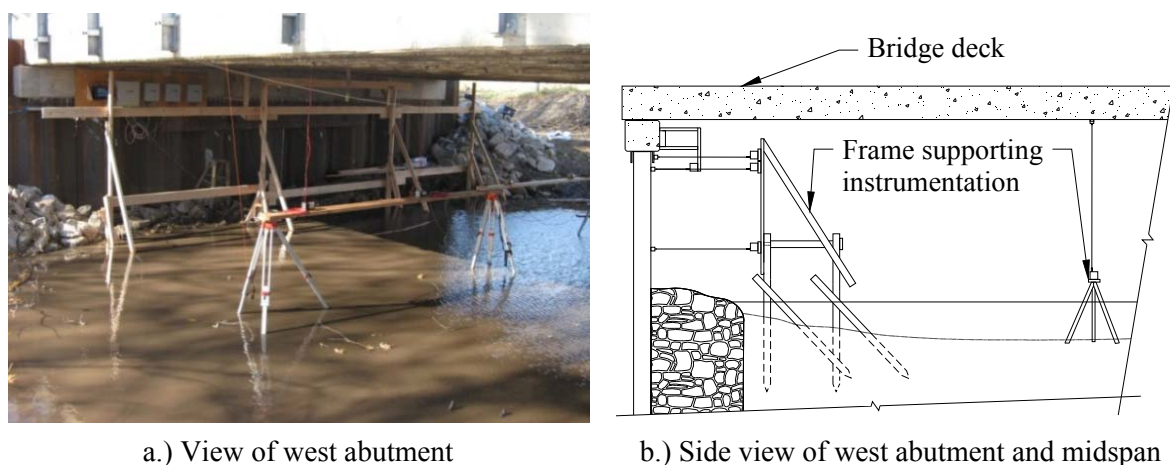 Bridge deck
Frame supporting
instrumentation
a.) View of west abutment
b.) Side view of west abutment and midspan